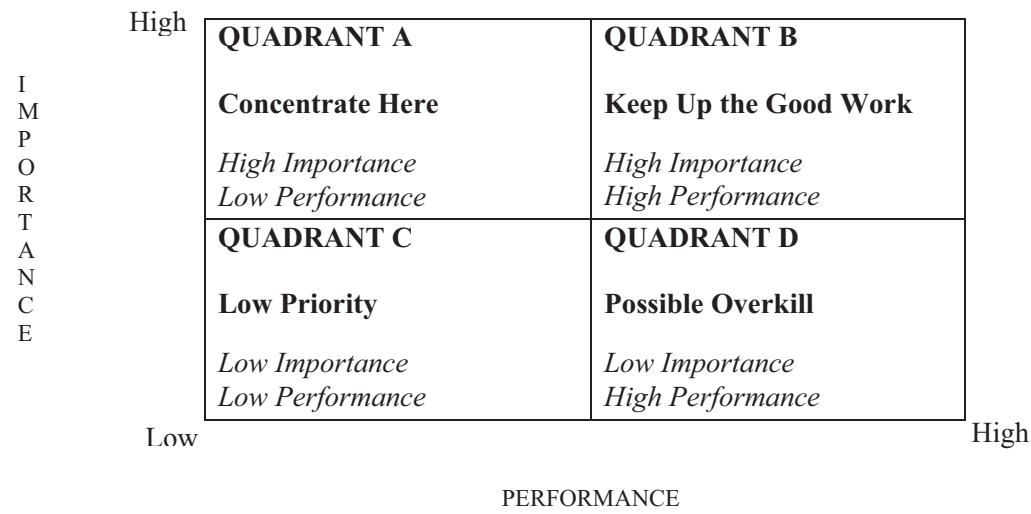 High
I
M
P
O
R
T
A
N
C
E
QUADRANT A
Concentrate Here
High Importance
Low Performance
QUADRANT B
Keep Up the Good Work
High Importance
High Performance
QUADRANT C
Low Priority
Low Importance
Low Performance
QUADRANT D
Possible Overkill
Low Importance
High Performance
Low
High
PERFORMANCE